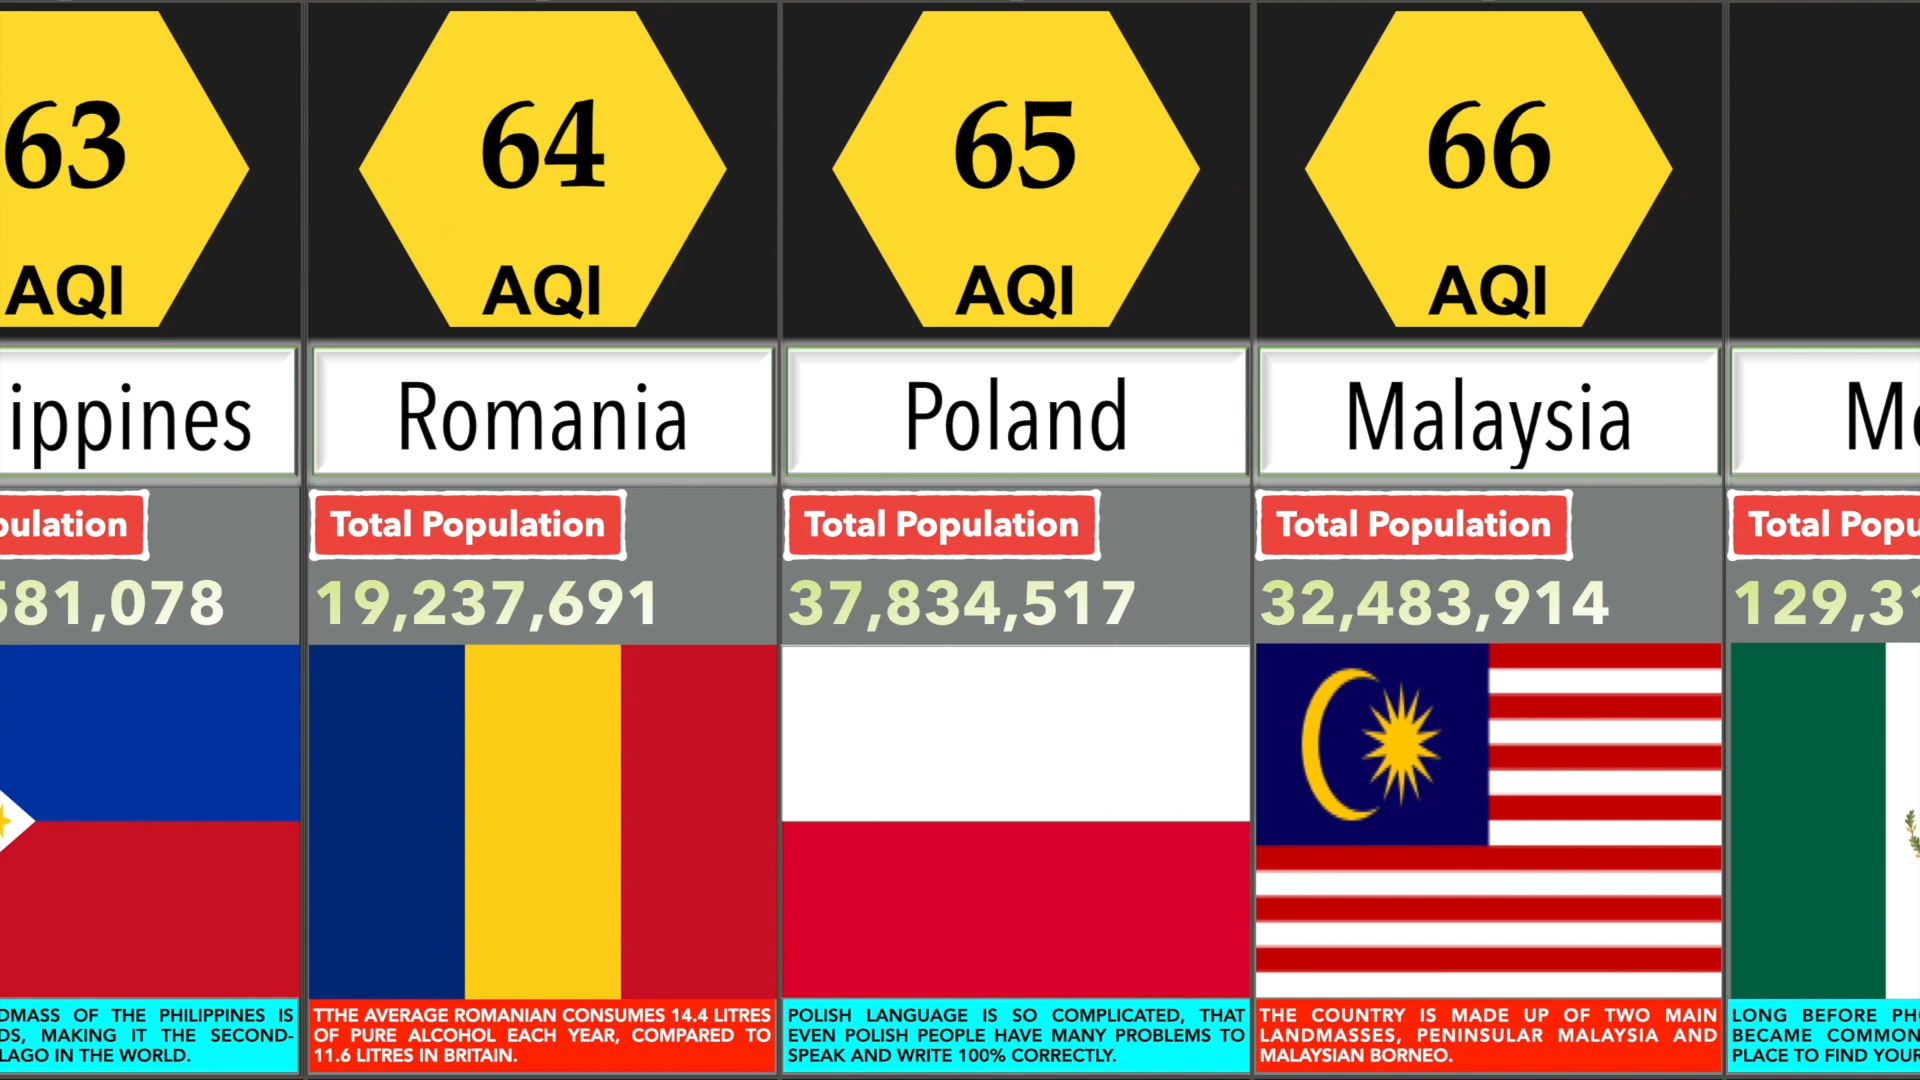 63
AQI
64
AQI
65
AQI
66
AQI
ippines
Romania
Poland
Malaysia
pulation
Total Population
Total Population
Total Population
Total Popu
581,078
19,237,691
37,834,517
32,483,914
129,31
DMASS OF THE PHILIPPINES IS
DS, MAKING IT THE SECOND-
LAGO IN THE WORLD.
TTHE AVERAGE ROMANIAN CONSUMES 14.4 LITRES
OF PURE ALCOHOL EACH YEAR, COMPARED TO
11.6 LITRES IN BRITAIN.
POLISH LANGUAGE IS SO COMPLICATED, THAT
EVEN POLISH PEOPLE HAVE MANY PROBLEMS TO
SPEAK AND WRITE 100% CORRECTLY.
THE COUNTRY IS MADE UP OF TWO MAIN
LANDMASSES, PENINSULAR MALAYSIA AND
MALAYSIAN BORNEO.
LONG BEFORE PH
BECAME COMMON
PLACE TO FIND YOUR